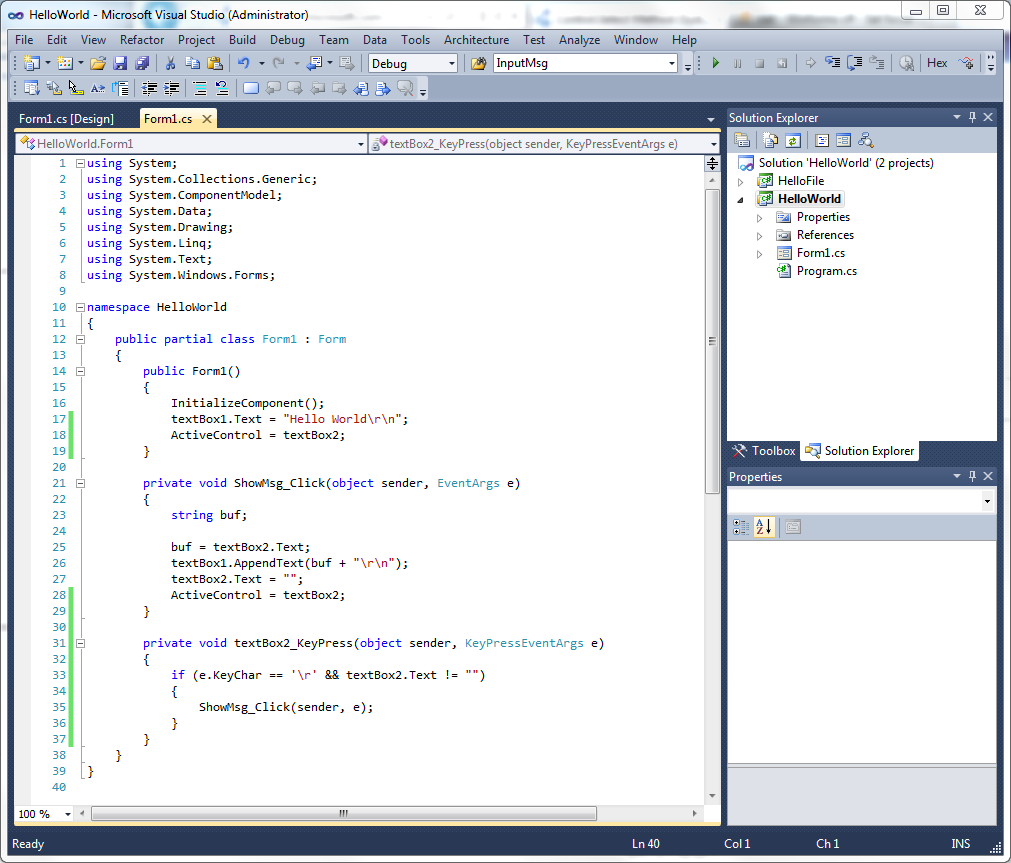 HelloWorld - Microsoft Visual Studio (Administrator)
File Edit View Refactor Project Build Debug Team Data Tools Architecture Test Analyze Window Help
Debug InputMsg Hex
Form1.cs [Design] Form1.cs
HelloWorld.Form1 textBox2_KeyPress(object sender, KeyPressEventArgs e)
1 using System;
2 using System.Collections.Generic;
3 using System.ComponentModel;
4 using System.Data;
5 using System.Drawing;
6 using System.Linq;
7 using System.Text;
8 using System.Windows.Forms;
9
10 namespace HelloWorld
11 {
12 public partial class Form1 : Form
13 {
14 public Form1()
15 {
16 InitializeComponent();
17 textBox1.Text = "Hello World\r\n";
18 ActiveControl = textBox2;
19 }
20
21 private void ShowMsg_Click(object sender, EventArgs e)
22 {
23 string buf;
24
25 buf = textBox2.Text;
26 textBox1.AppendText(buf + "\r\n");
27 textBox2.Text = "";
28 ActiveControl = textBox2;
29 }
30
31 private void textBox2_KeyPress(object sender, KeyPressEventArgs e)
32 {
33 if (e.KeyChar == '\r' && textBox2.Text != "")
34 {
35 ShowMsg_Click(sender, e);
36 }
37 }
38 }
39 }
40
100 %
Solution Explorer
Solution 'HelloWorld' (2 projects)
HelloFile
HelloWorld
Properties
References
Form1.cs
Program.cs
Toolbox Solution Explorer
Properties
Ready Ln 40 Col 1 Ch 1 INS